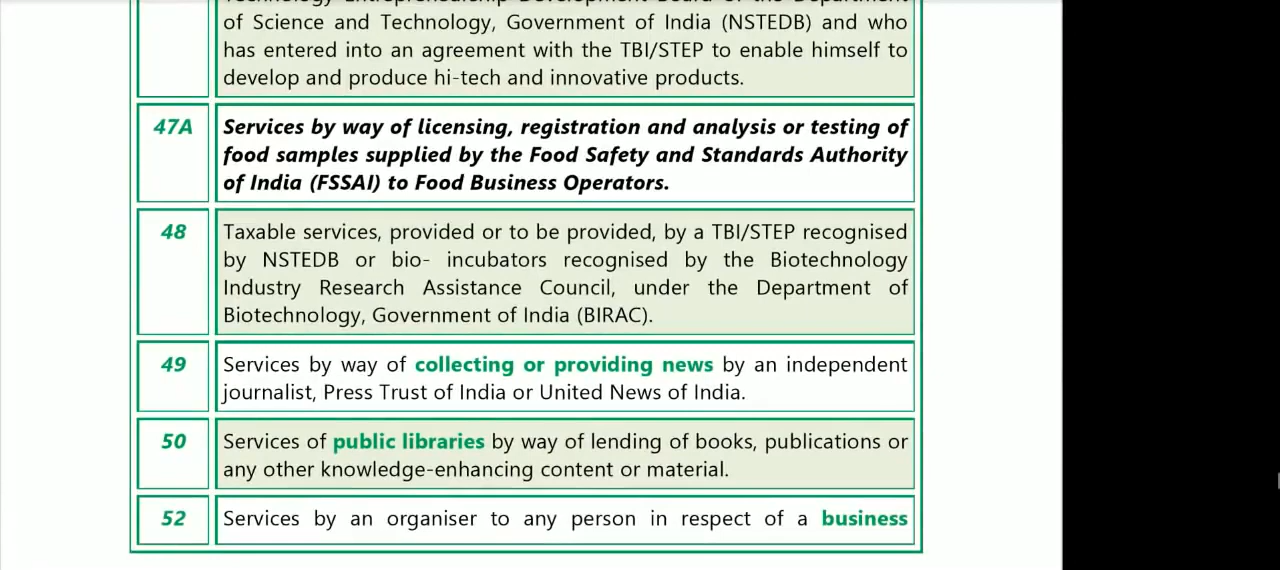 Technology Entrepreneurship Development Board of the Department
of Science and Technology, Government of India (NSTEDB) and who
has entered into an agreement with the TBI/STEP to enable himself to
develop and produce hi-tech and innovative products.
47A
Services by way of licensing, registration and analysis or testing of
food samples supplied by the Food Safety and Standards Authority
of India (FSSAI) to Food Business Operators.
48
Taxable services, provided or to be provided, by a TBI/STEP recognised
by NSTEDB or bio- incubators recognised by the Biotechnology
Industry Research Assistance Council, under the Department of
Biotechnology, Government of India (BIRAC).
49
Services by way of collecting or providing news by an independent
journalist, Press Trust of India or United News of India.
50
Services of public libraries by way of lending of books, publications or
any other knowledge-enhancing content or material.
52
Services by an organiser to any person in respect of a business